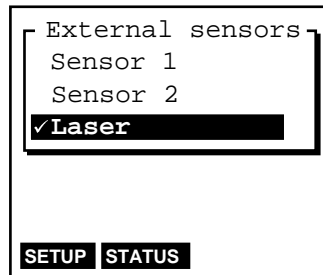 External sensors
Sensor 1
Sensor 2
✓Laser
SETUP STATUS